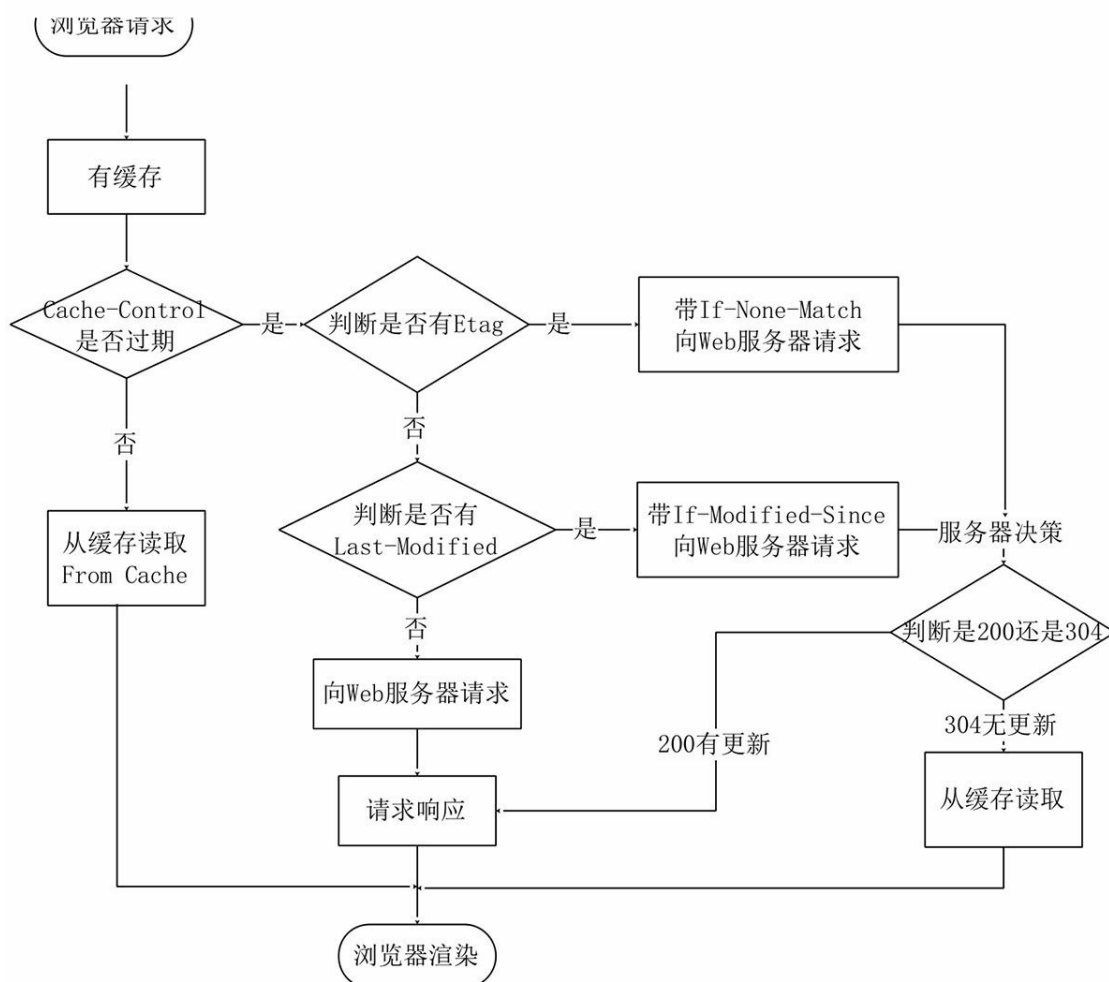 浏览器请求
有缓存
Cache-Control
是否过期
是
判断是否有Etag
是
带If-None-Match
向Web服务器请求
否
否
从缓存读取
From Cache
判断是否有
Last-Modified
是
带If-Modified-Since
向Web服务器请求
服务器决策
判断是200还是304
否
向Web服务器请求
200有更新
304无更新
请求响应
从缓存读取
浏览器渲染